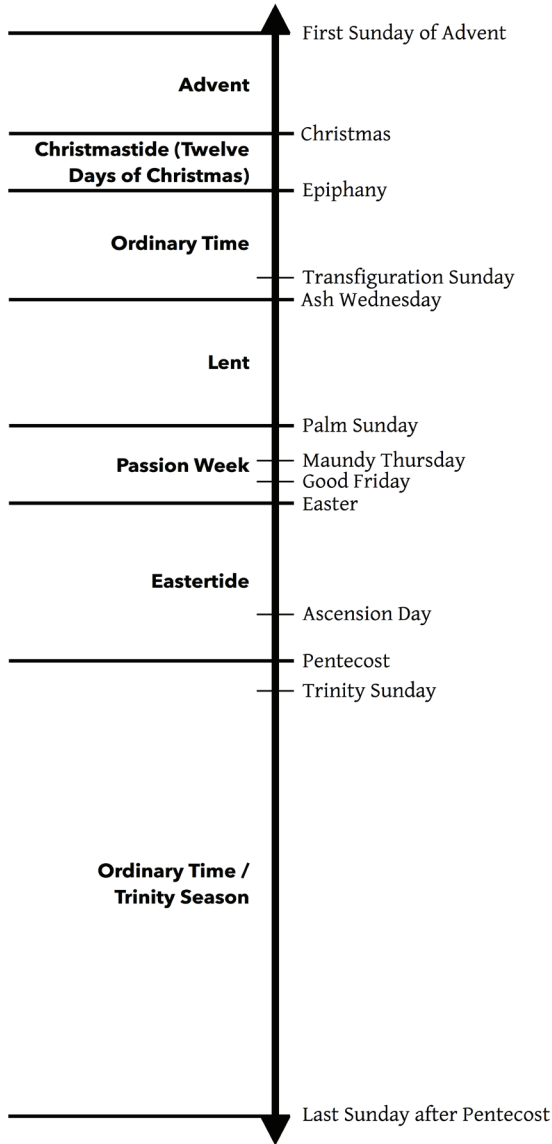 First Sunday of Advent
Advent
Christmas
Christmastide (Twelve
Days of Christmas)
Epiphany
Ordinary Time
Transfiguration Sunday
Ash Wednesday
Lent
Palm Sunday
Passion Week
Maundy Thursday
Good Friday
Easter
Eastertide
Ascension Day
Pentecost
Trinity Sunday
Ordinary Time /
Trinity Season
Last Sunday after Pentecost